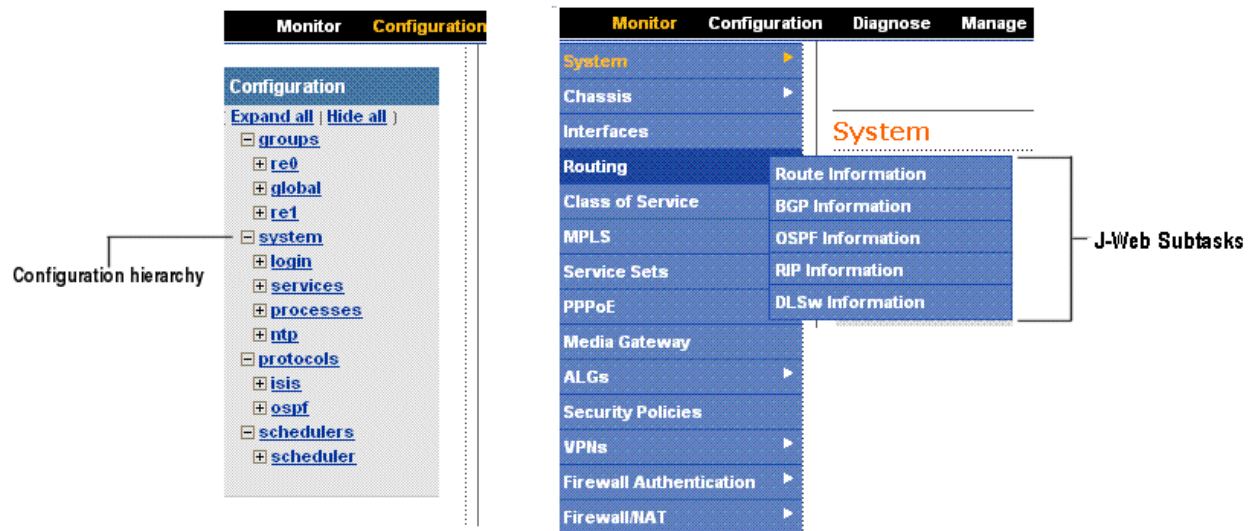 Monitor Configuration
Configuration
Expand all | Hide all )
groups
re0
global
re1
system
login
services
processes
ntp
protocols
isis
ospf
schedulers
scheduler
Configuration hierarchy
Monitor Configuration Diagnose Manage
System
Chassis
Interfaces
Routing
Class of Service
MPLS
Service Sets
PPPoE
Media Gateway
ALGs
Security Policies
VPNs
Firewall Authentication
Firewall/NAT
System
Route Information
BGP Information
OSPF Information
RIP Information
DLSw Information
J-Web Subtasks